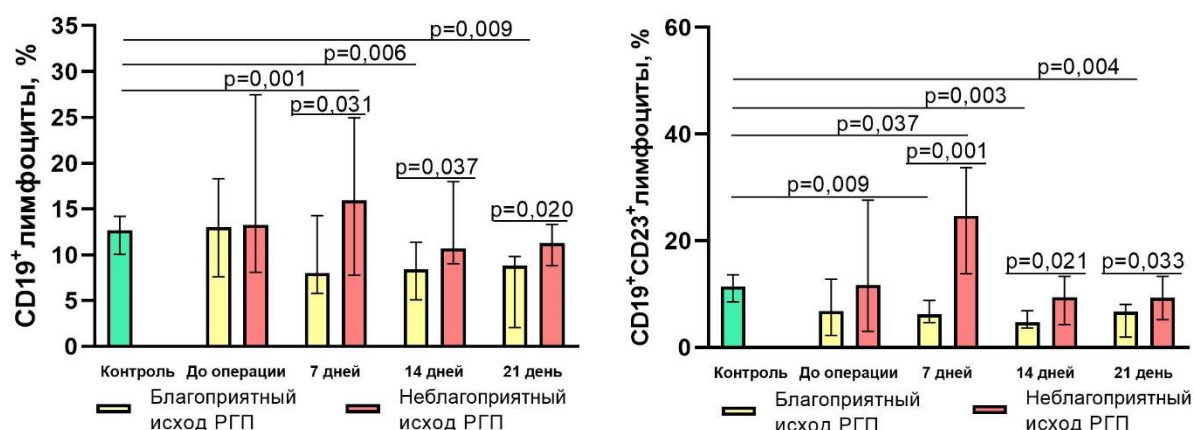 CD19⁺лимфоциты, %
35
30
25
20
15
10
5
0
p=0,009
p=0,006
p=0,001
p=0,031
p=0,037
p=0,020
Контроль До операции 7 дней 14 дней 21 день
Благоприятный исход РГП
Неблагоприятный исход РГП
CD19⁺CD23⁺лимфоциты, %
60
40
20
0
p=0,004
p=0,003
p=0,037
p=0,001
p=0,009
p=0,021
p=0,033
Контроль До операции 7 дней 14 дней 21 день
Благоприятный
исход РГП
Неблагоприятный
исход РГП